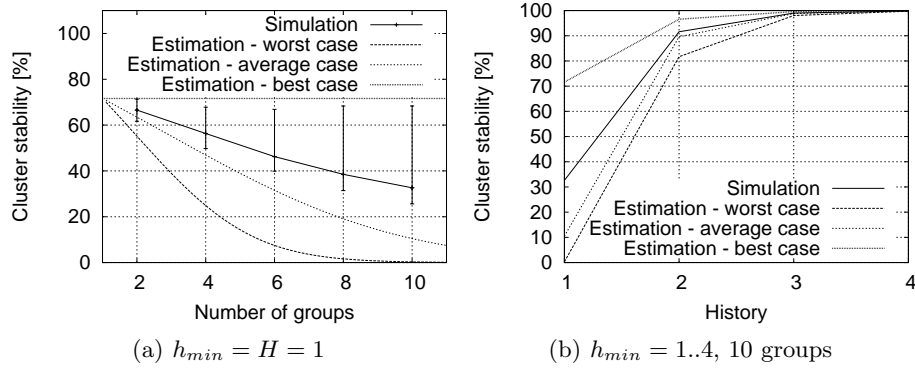 Cluster stability [%]
100
80
60
40
20
0
2
4
6
8
10
Number of groups
Simulation
Estimation - worst case
Estimation - average case
Estimation - best case
(a) h_min = H = 1
Cluster stability [%]
100
90
80
70
60
50
40
30
20
10
0
1
2
3
4
History
Simulation
Estimation - worst case
Estimation - average case
Estimation - best case
(b) h_min = 1..4, 10 groups